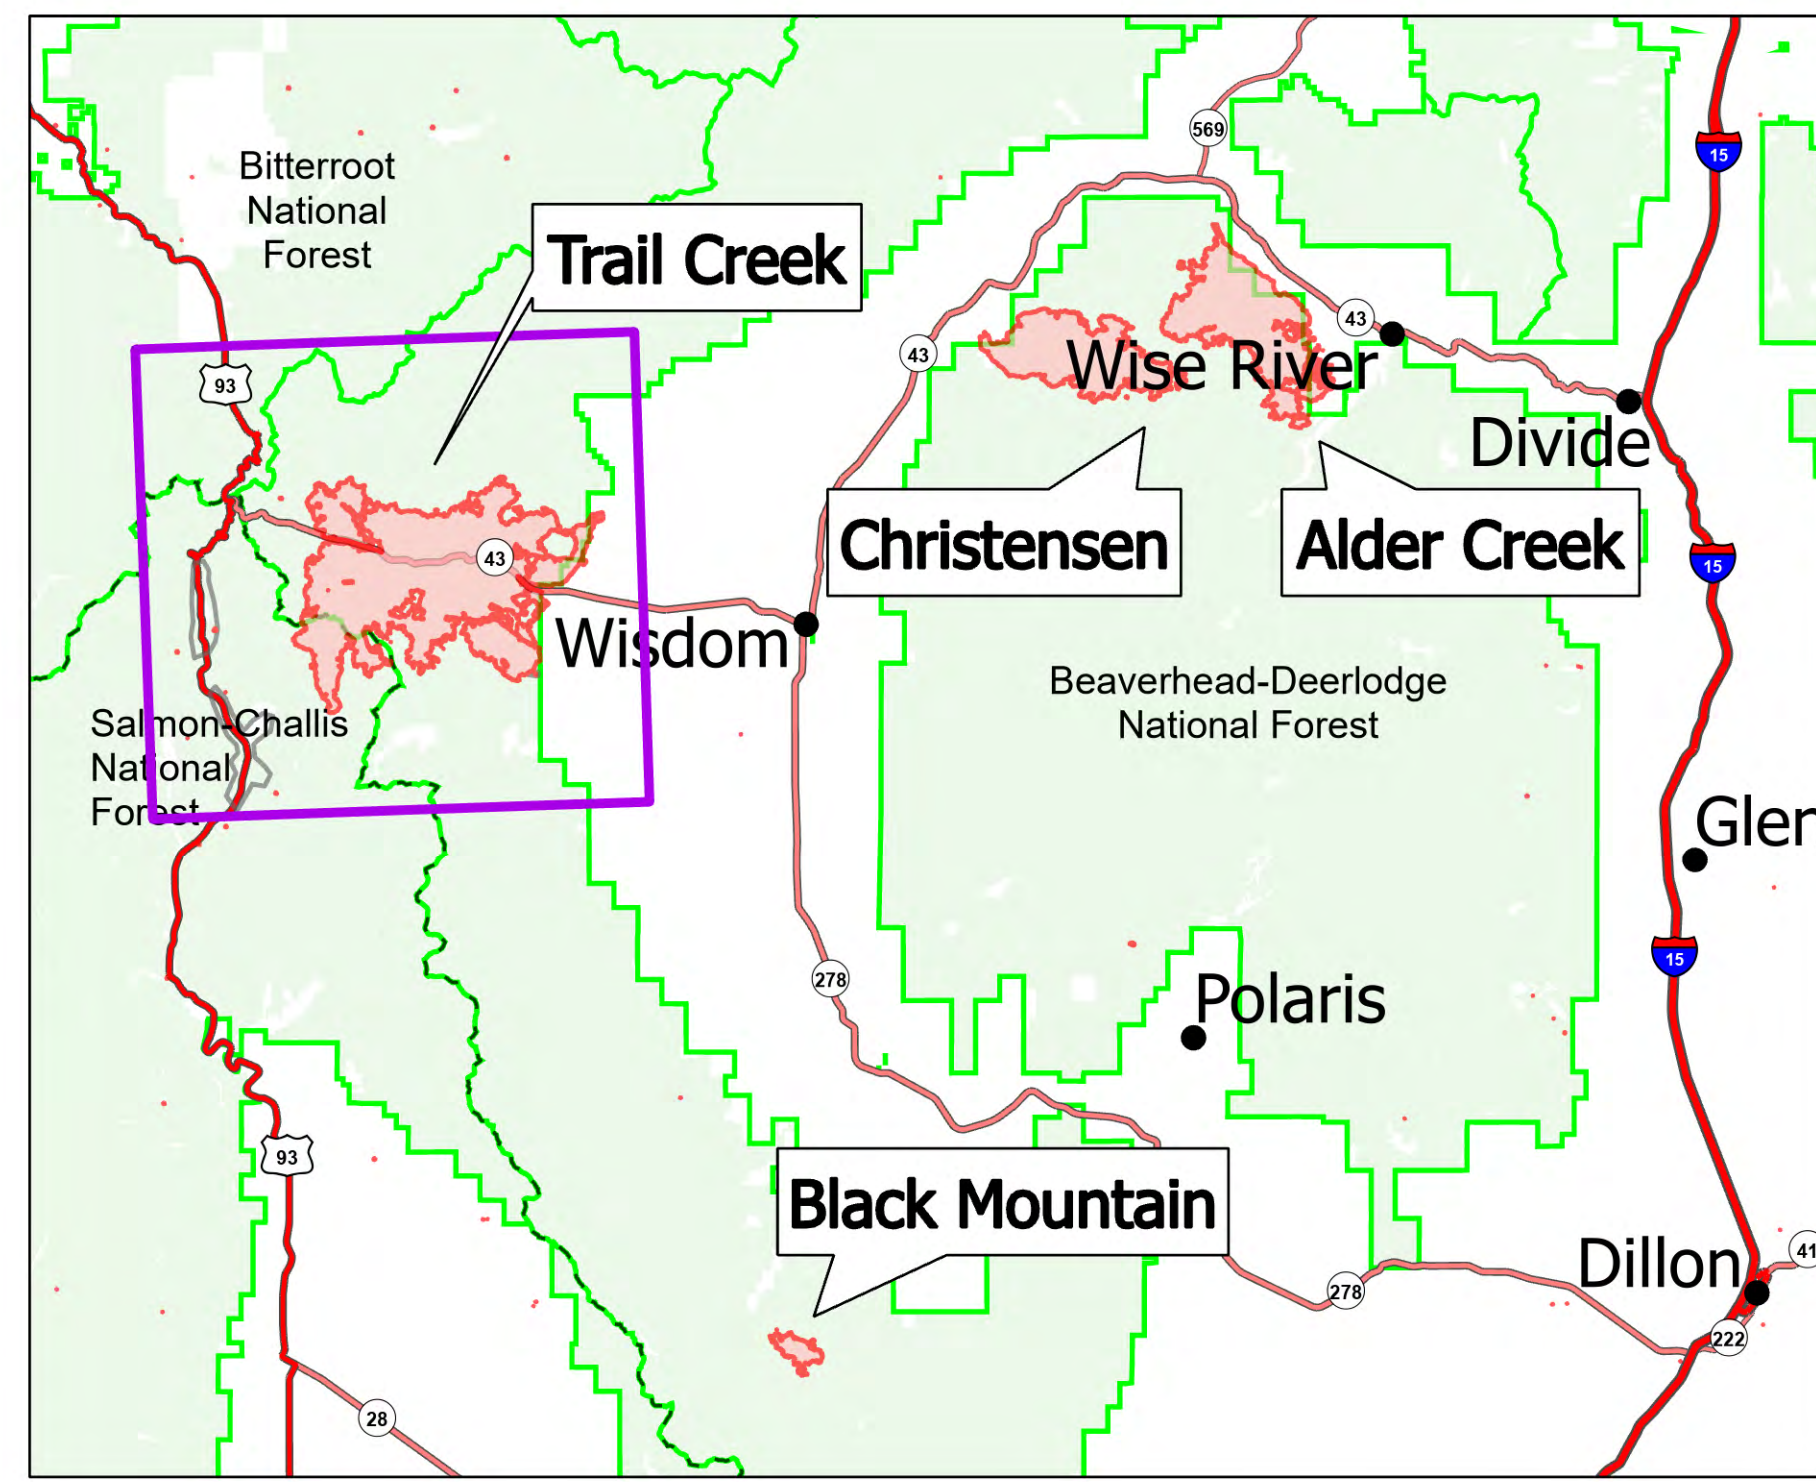 569
15
Bitterroot
National
Forest
Trail Creek
43
43
93
Wise River
Divide
Christensen
Alder Creek
43
15
Wisdom
Beaverhead-Deerlodge
National Forest
Salmon-Challis
National
Forest
Glen
15
278
Polaris
93
Black Mountain
Dillon
41
278
222
28